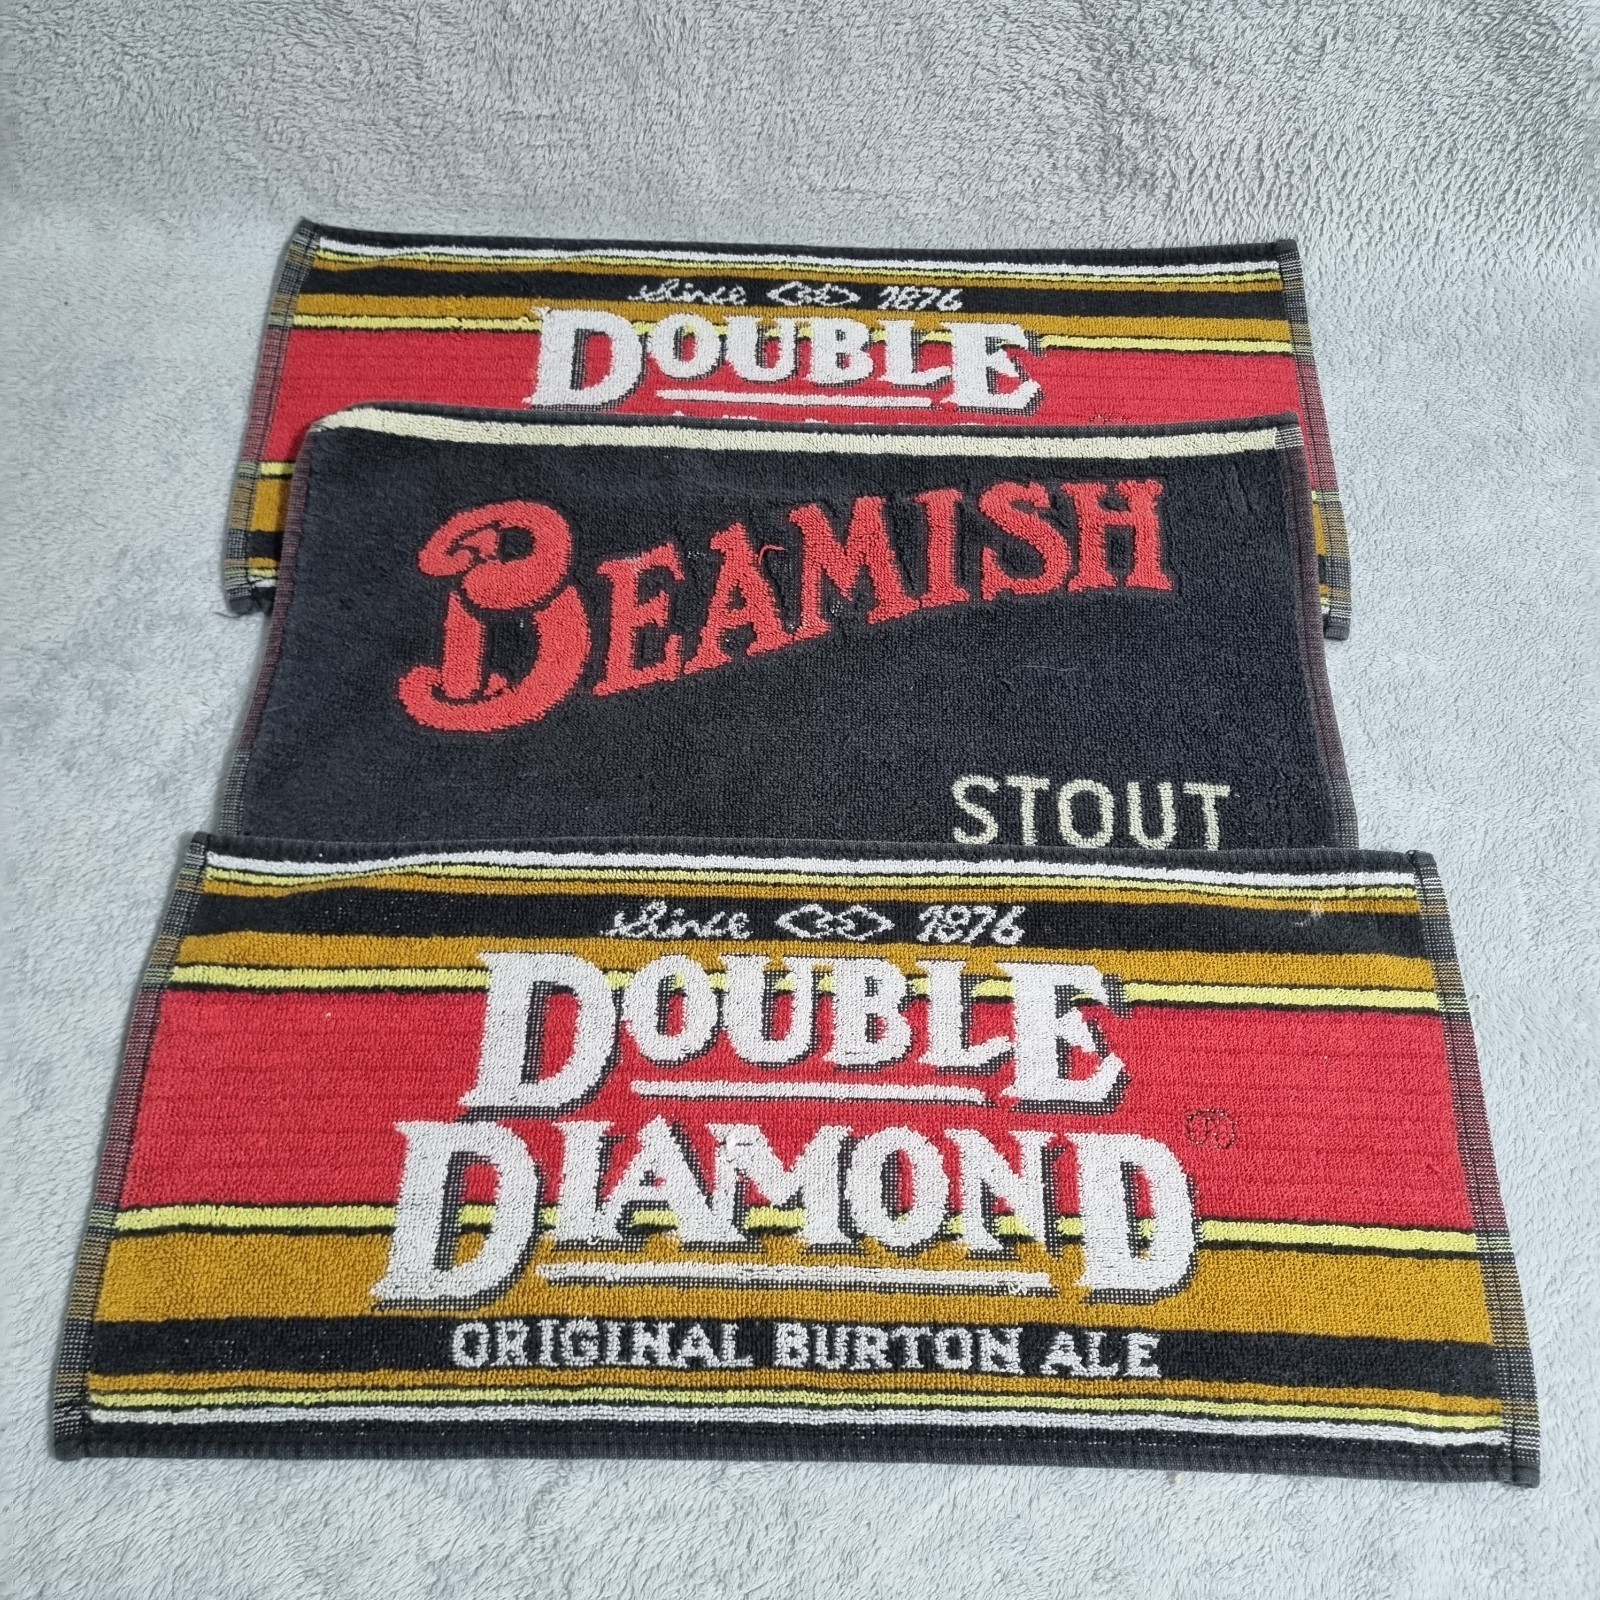 Since 1876
DOUBLE
BEAMISH
STOUT
Since 1876
DOUBLE
DIAMOND
ORIGINAL BURTON ALE